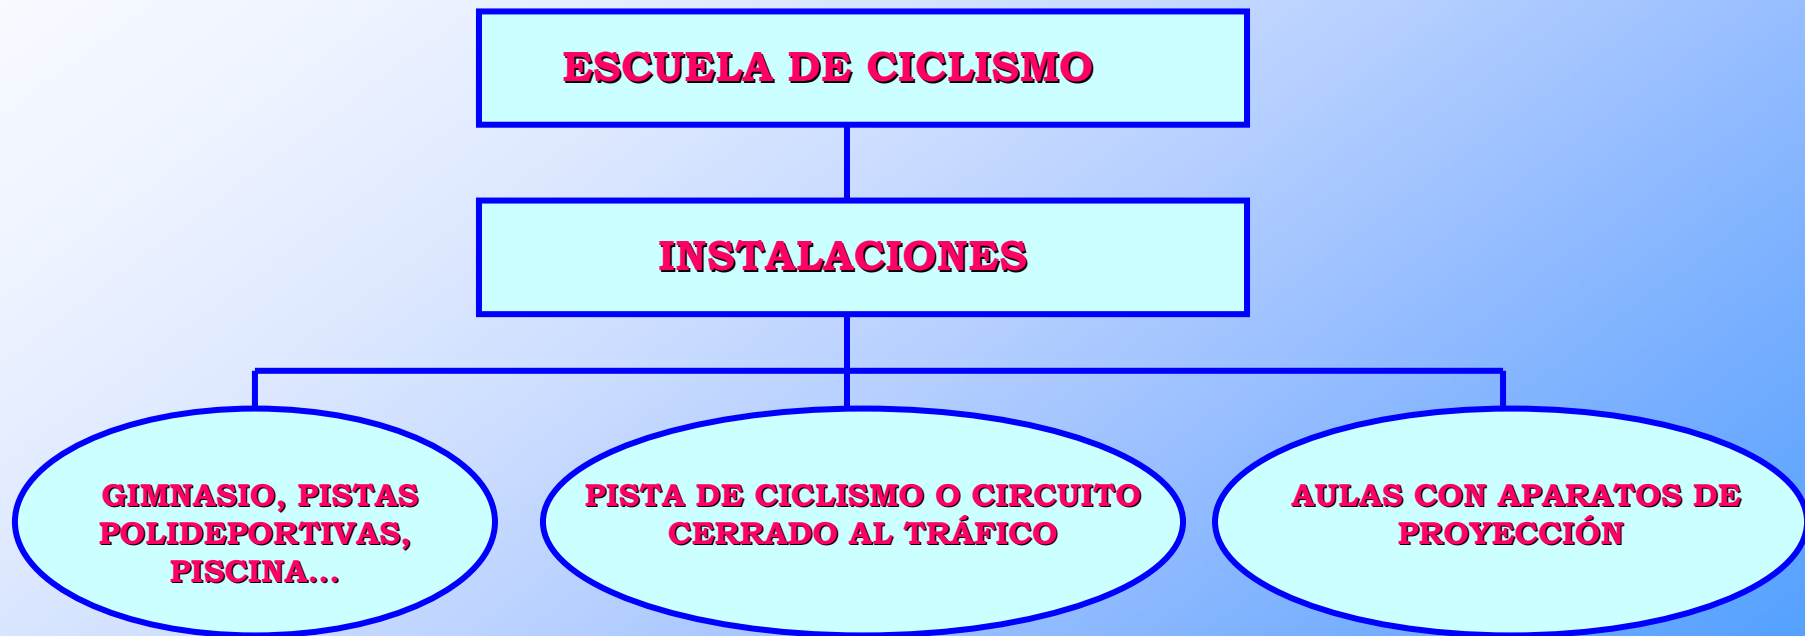 ESCUELA DE CICLISMO
INSTALACIONES
GIMNASIO, PISTAS
POLIDEPORTIVAS,
PISCINA...
PISTA DE CICLISMO O CIRCUITO
CERRADO AL TRÁFICO
AULAS CON APARATOS DE
PROYECCIÓN